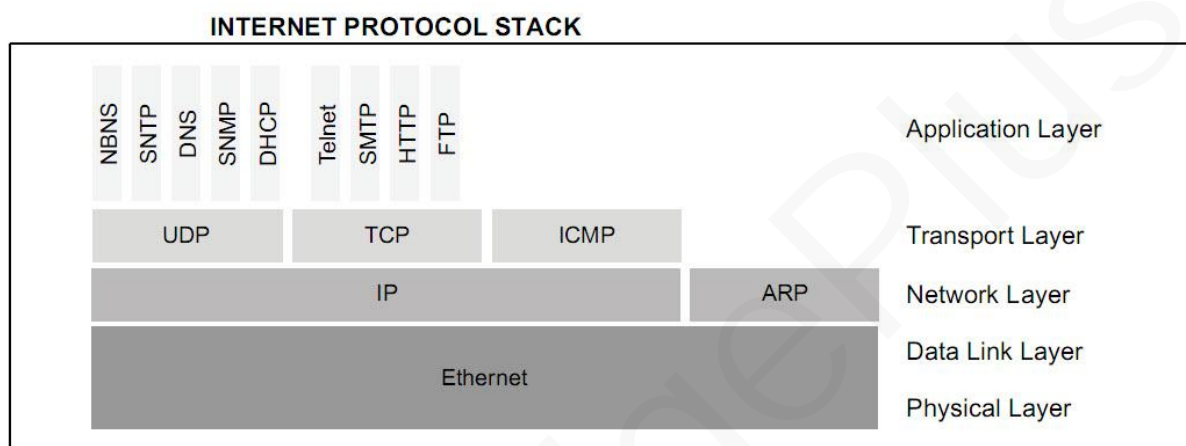 INTERNET PROTOCOL STACK
NBNS
SNTP
DNS
SNMP
DHCP
Telnet
SMTP
HTTP
FTP
Application Layer
UDP
TCP
ICMP
Transport Layer
IP
ARP
Network Layer
Ethernet
Data Link Layer
Physical Layer